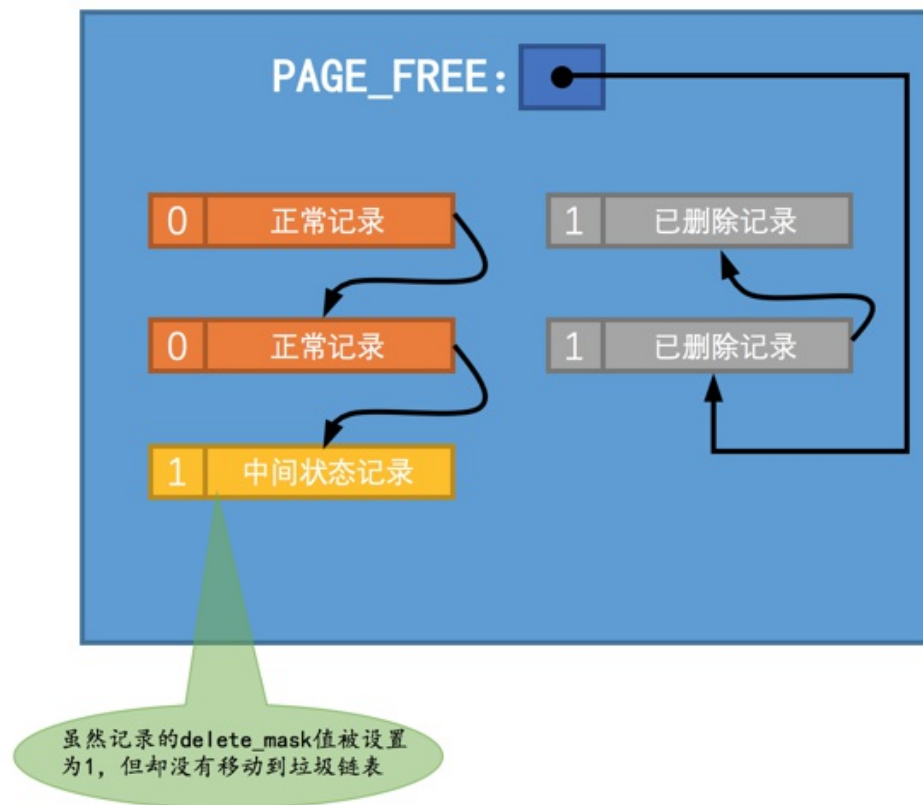 PAGE_FREE：
0 正常记录
1 已删除记录
0 正常记录
1 已删除记录
1 中间状态记录
虽然记录的delete_mask值被设置
为1，但却没有移动到垃圾链表